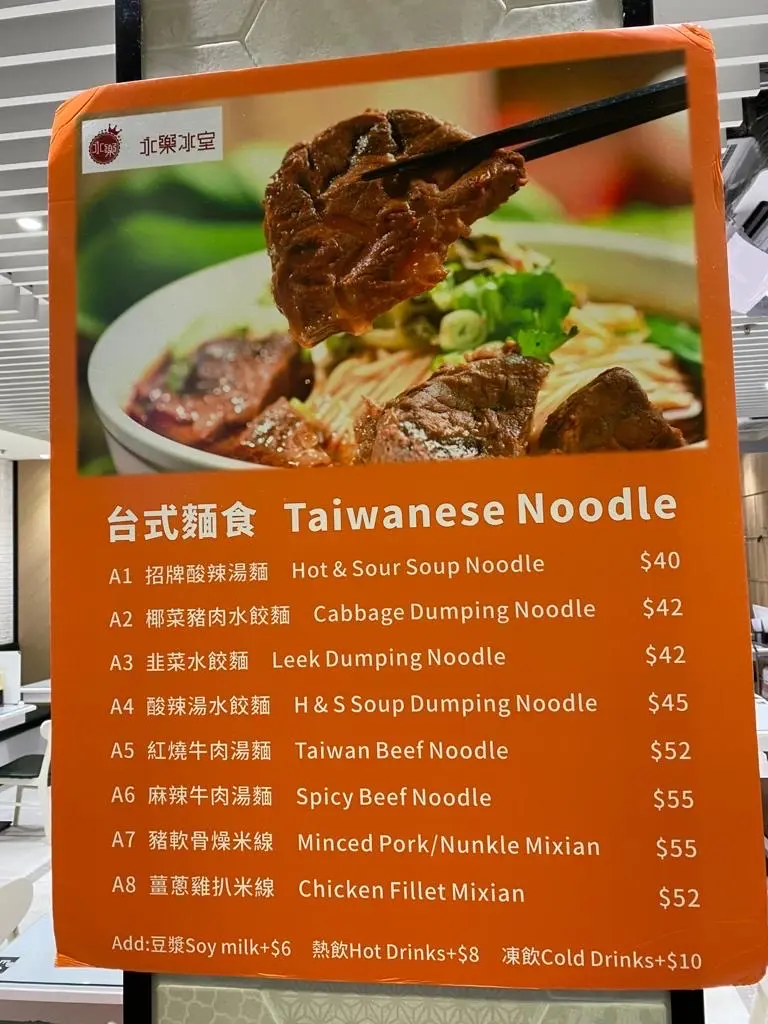 冰樂冰室
台式麵食 Taiwanese Noodle
A1 招牌酸辣湯麵 Hot & Sour Soup Noodle $40
A2 椰菜豬肉水餃麵 Cabbage Dumping Noodle $42
A3 韭菜水餃麵 Leek Dumping Noodle $42
A4 酸辣湯水餃麵 H & S Soup Dumping Noodle $45
A5 紅燒牛肉湯麵 Taiwan Beef Noodle $52
A6 麻辣牛肉湯麵 Spicy Beef Noodle $55
A7 豬軟骨燥米線 Minced Pork/Nunkle Mixian $55
A8 薑蔥雞扒米線 Chicken Fillet Mixian $52
Add:豆漿Soy milk+$6 熱飲Hot Drinks+$8 凍飲Cold Drinks+$10